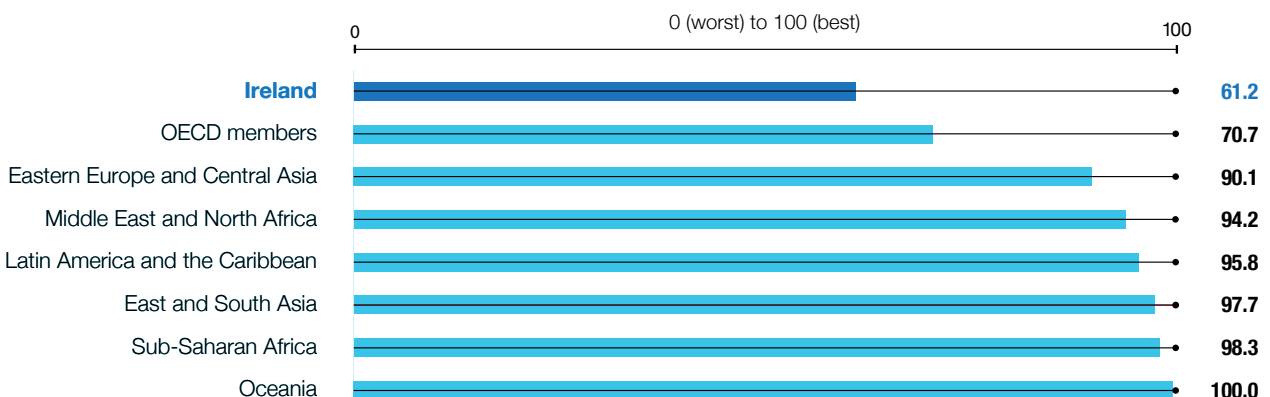 0 (worst) to 100 (best)
0 100
Ireland 61.2
OECD members 70.7
Eastern Europe and Central Asia 90.1
Middle East and North Africa 94.2
Latin America and the Caribbean 95.8
East and South Asia 97.7
Sub-Saharan Africa 98.3
Oceania 100.0